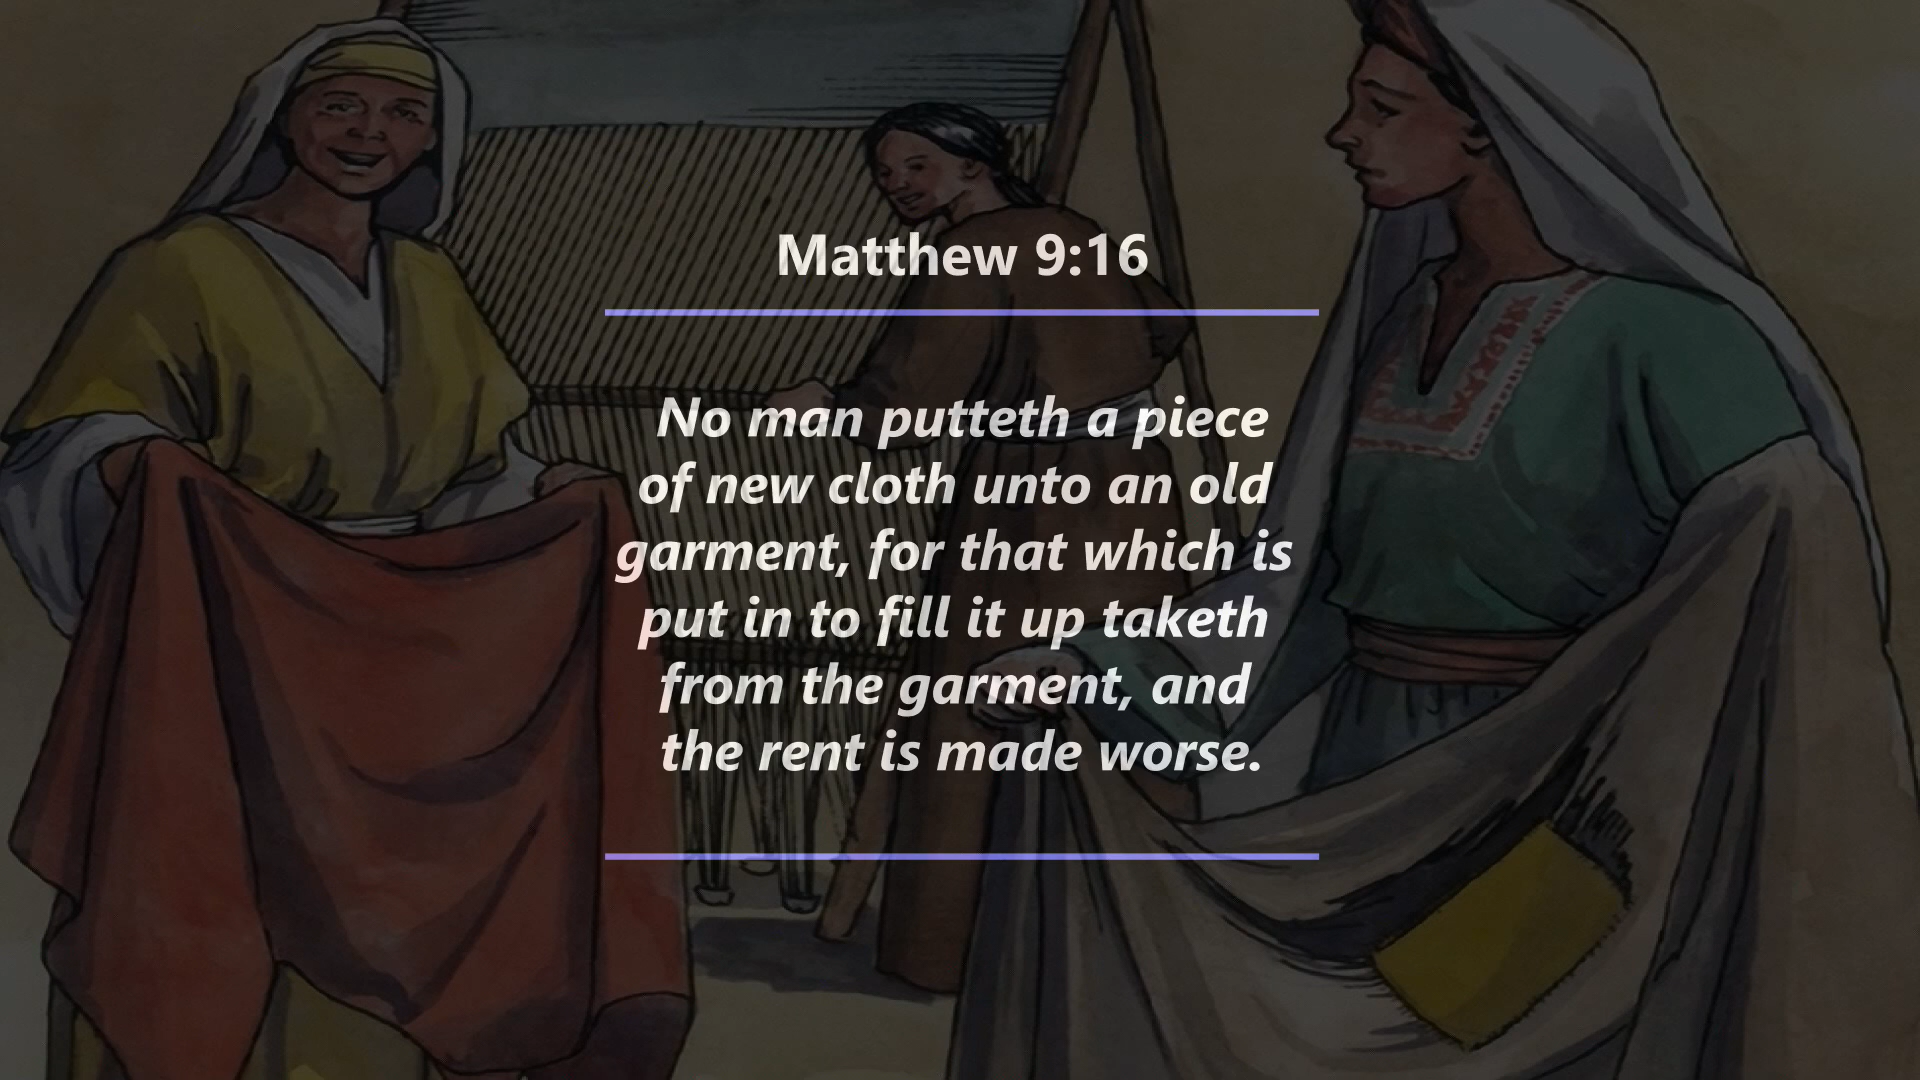 Matthew 9:16
No man putteth a piece
of new cloth unto an old
garment, for that which is
put in to fill it up taketh
from the garment, and
the rent is made worse.